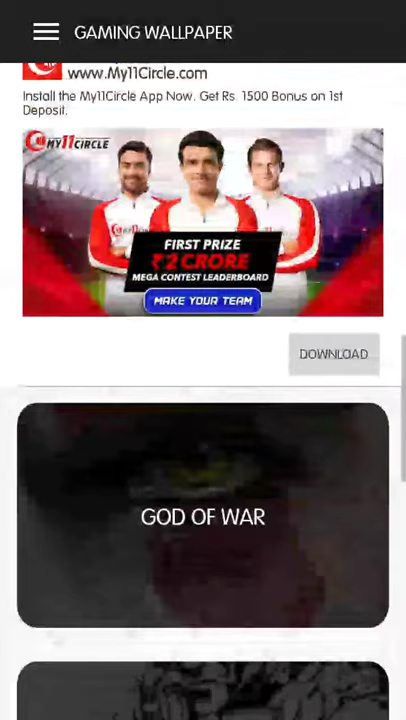 GAMING WALLPAPER
www.My11Circle.com
Install the My11Circle App Now. Get Rs. 1500 Bonus on 1st
Deposit.
MY11CIRCLE
FIRST PRIZE
₹2 CRORE
MEGA CONTEST LEADERBOARD
MAKE YOUR TEAM
DOWNLOAD
GOD OF WAR